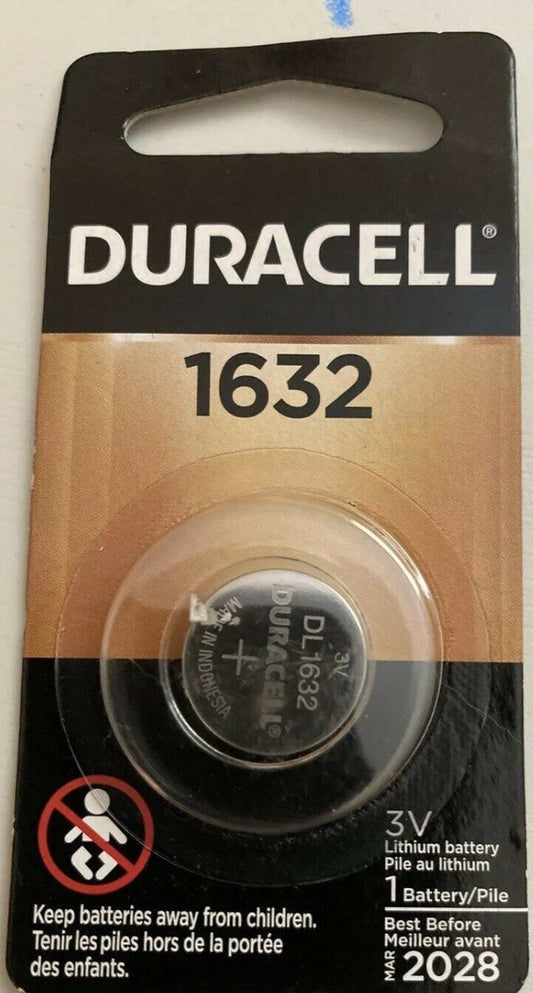 DURACELL®
1632
3V
DL1632
DURACELL®
+
MADE IN INDONESIA
3V
Lithium battery
Pile au lithium
1 Battery/Pile
Keep batteries away from children.
Tenir les piles hors de la portée
des enfants.
Best Before
Meilleur avant
MAR 2028